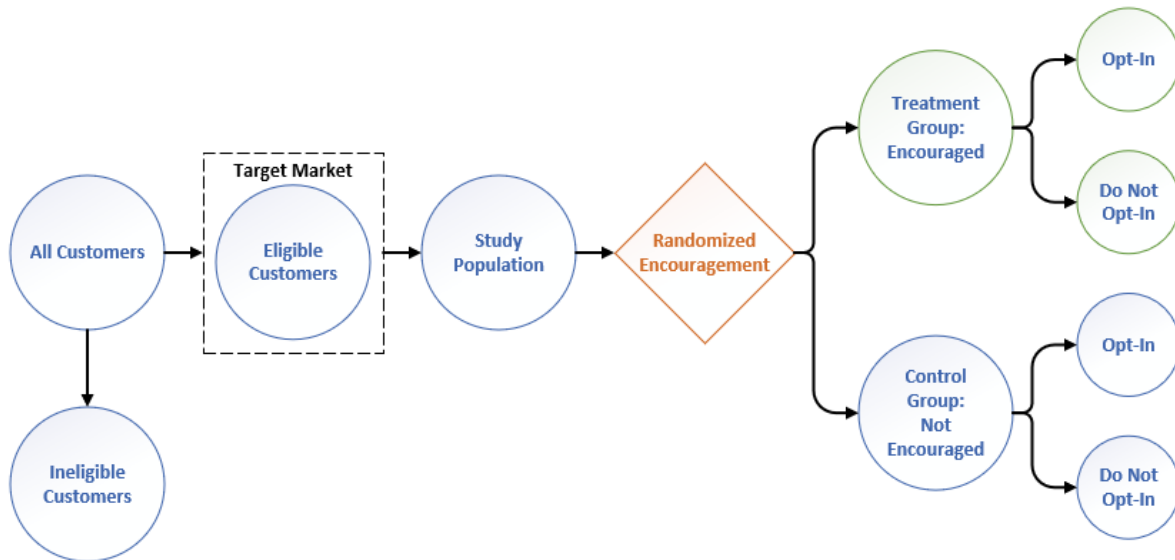 All Customers
Ineligible
Customers
Target Market
Eligible
Customers
Study
Population
Randomized
Encouragement
Treatment
Group:
Encouraged
Opt-In
Do Not
Opt-In
Control
Group:
Not
Encouraged
Opt-In
Do Not
Opt-In